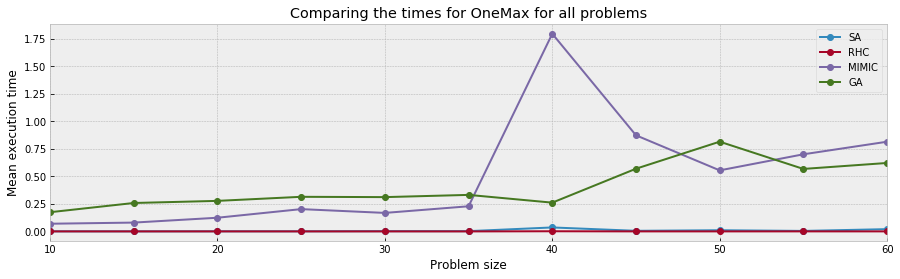 Comparing the times for OneMax for all problems
Mean execution time
1.75
1.50
1.25
1.00
0.75
0.50
0.25
0.00
SA
RHC
MIMIC
GA
10
20
30
40
50
60
Problem size